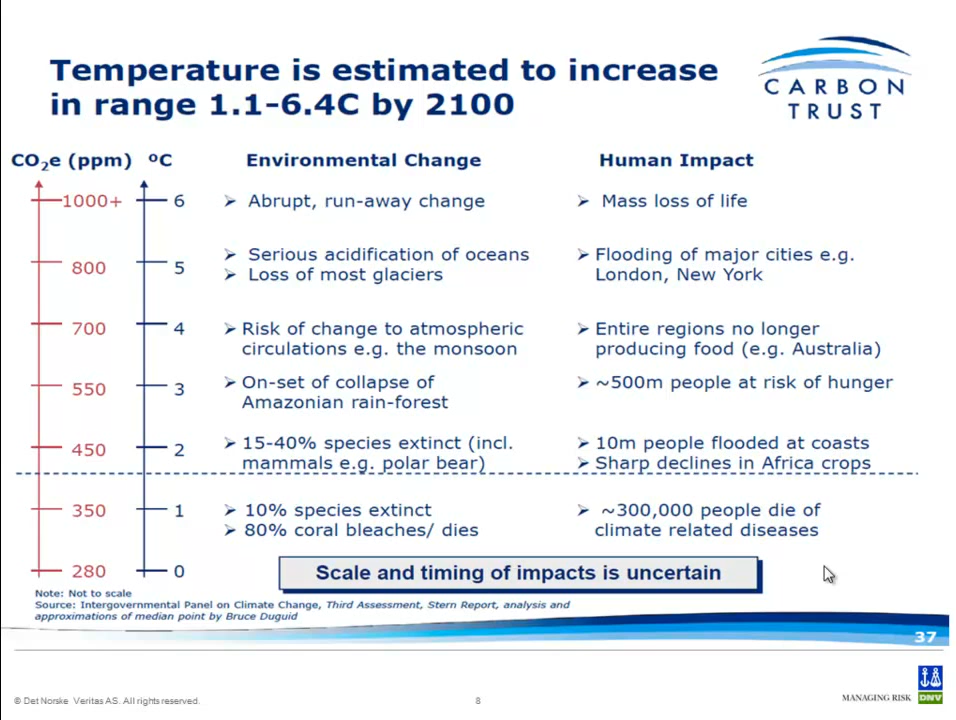 Temperature is estimated to increase
in range 1.1-6.4C by 2100
CARBON
TRUST
CO2e (ppm) ºC Environmental Change Human Impact
1000+ 6 ➢ Abrupt, run-away change ➢ Mass loss of life
➢ Serious acidification of oceans ➢ Flooding of major cities e.g.
800 5 ➢ Loss of most glaciers London, New York
700 4 ➢ Risk of change to atmospheric ➢ Entire regions no longer
circulations e.g. the monsoon producing food (e.g. Australia)
550 3 ➢ On-set of collapse of ➢ ~500m people at risk of hunger
Amazonian rain-forest
450 2 ➢ 15-40% species extinct (incl. ➢ 10m people flooded at coasts
mammals e.g. polar bear) ➢ Sharp declines in Africa crops
350 1 ➢ 10% species extinct ➢ ~300,000 people die of
➢ 80% coral bleaches/ dies climate related diseases
280 0 Scale and timing of impacts is uncertain
Note: Not to scale
Source: Intergovernmental Panel on Climate Change, Third Assessment, Stern Report, analysis and
approximations of median point by Bruce Duguid
37
© Det Norske Veritas AS. All rights reserved. 8 MANAGING RISK DNV